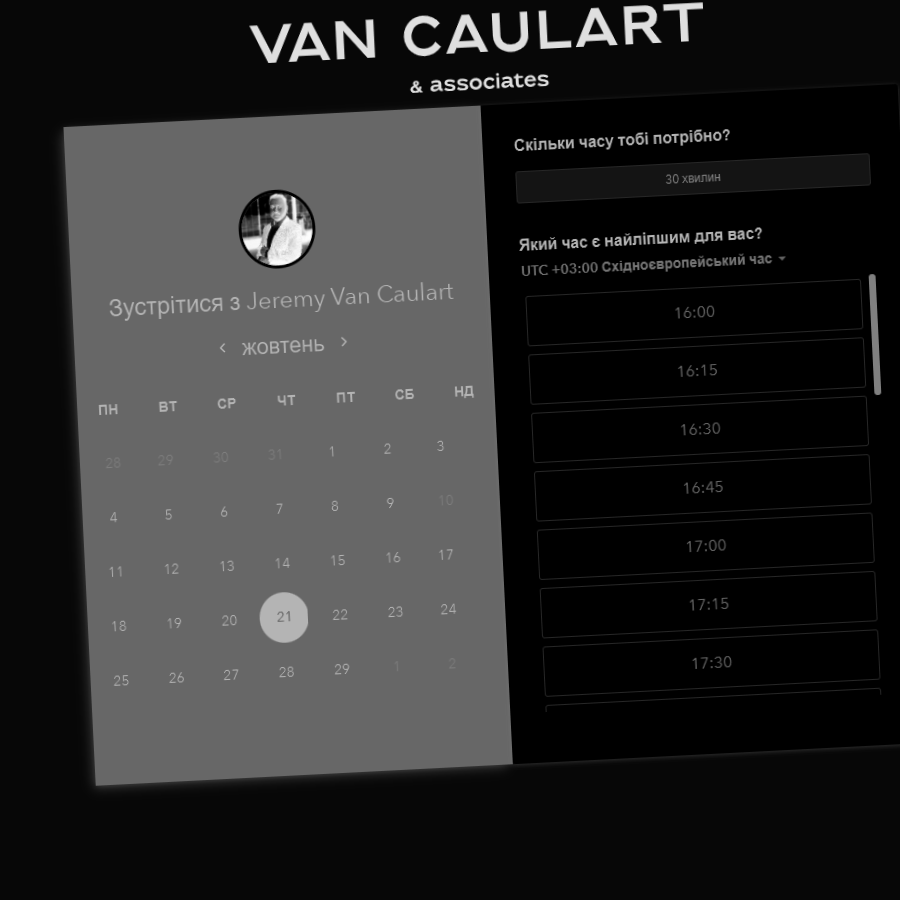 VAN CAULART
& associates
Зустрітися з Jeremy Van Caulart
жовтень
ПН ВТ СР ЧТ ПТ СБ НД
28 29 30 31 1 2 3
4 5 6 7 8 9 10
11 12 13 14 15 16 17
18 19 20 21 22 23 24
25 26 27 28 29 1 2
Скільки часу тобі потрібно?
30 хвилин
Який час є найліпшим для вас?
UTC +03:00 Східноєвропейський час
16:00
16:15
16:30
16:45
17:00
17:15
17:30